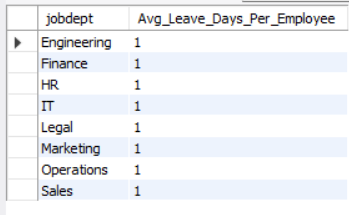 jobdept Avg_Leave_Days_Per_Employee
Engineering 1
Finance 1
HR 1
IT 1
Legal 1
Marketing 1
Operations 1
Sales 1